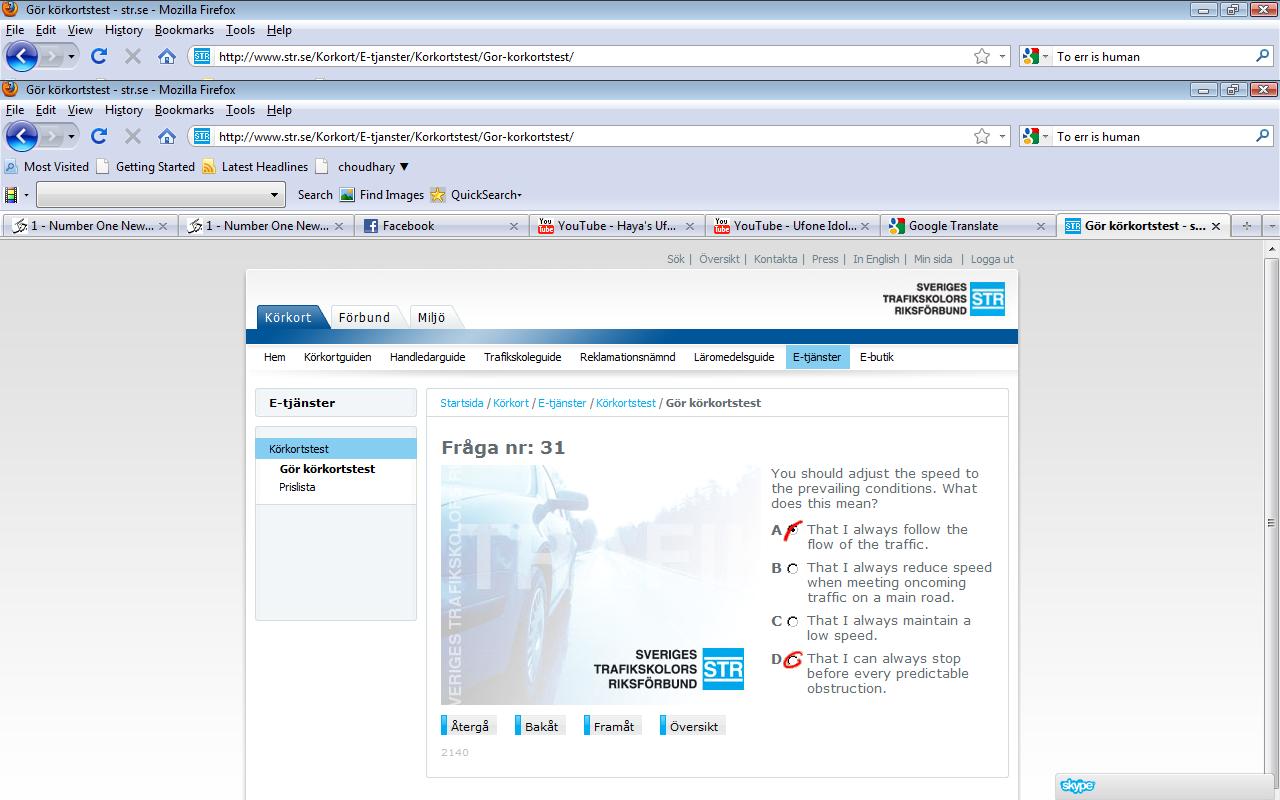 Gör körkortstest - str.se - Mozilla Firefox
File Edit View History Bookmarks Tools Help
STR http://www.str.se/Korkort/E-tjanster/Korkortstest/Gor-korkortstest/ To err is human
Gör körkortstest - str.se - Mozilla Firefox
File Edit View History Bookmarks Tools Help
STR http://www.str.se/Korkort/E-tjanster/Korkortstest/Gor-korkortstest/ To err is human
Most Visited Getting Started Latest Headlines choudhary
Search Find Images QuickSearch
1 - Number One New... 1 - Number One New... Facebook You Tube YouTube - Haya's Uf... You Tube YouTube - Ufone Idol... Google Translate STR Gör körkortstest - s...
Sök | Översikt | Kontakta | Press | In English | Min sida | Logga ut
SVERIGES
TRAFIKSKOLORS STR
RIKSFÖRBUND
Körkort Förbund Miljö
Hem Körkortguiden Handledarguide Trafikskoleguide Reklamationsnämnd Läromedelsguide E-tjänster E-butik
E-tjänster
Körkortstest
Gör körkortstest
Prislista
Startsida / Körkort / E-tjänster / Körkortstest / Gör körkortstest
Fråga nr: 31
VERIGES TRAFIKSKOLORS
SVERIGES
TRAFIKSKOLORS STR
RIKSFÖRBUND
You should adjust the speed to
the prevailing conditions. What
does this mean?
A That I always follow the
flow of the traffic.
B That I always reduce speed
when meeting oncoming
traffic on a main road.
C That I always maintain a
low speed.
D That I can always stop
before every predictable
obstruction.
Återgå Bakåt Framåt Översikt
2140
skype